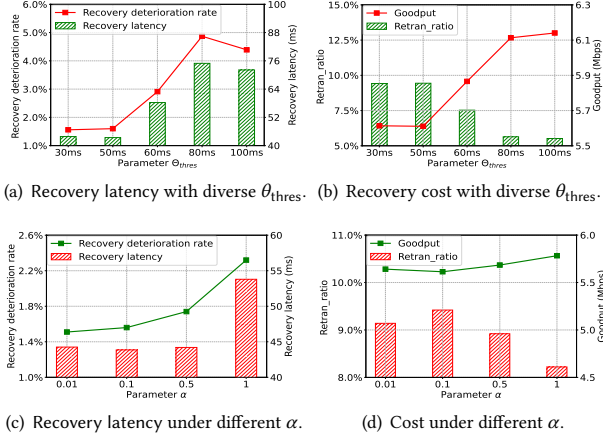 Recovery deterioration rate
Recovery latency
6.0%
5.0%
4.0%
3.0%
2.0%
1.0%
100
88
76
64
52
40
Recovery deterioration rate
Recovery latency (ms)
30ms 40ms 60ms 80ms 100ms
Parameter Θthres
(a) Recovery latency with diverse θthres.
Goodput
Retran_ratio
15.0%
12.5%
10.0%
7.5%
5.0%
6.3
6.1
5.9
5.7
5.5
Retran_ratio
Goodput (Mbps)
30ms 40ms 60ms 80ms 100ms
Parameter Θthres
(b) Recovery cost with diverse θthres.
Recovery deterioration rate
Recovery latency
2.6%
2.2%
1.8%
1.4%
1.0%
60
55
50
45
40
Recovery deterioration rate
Recovery latency (ms)
0.01 0.1 0.5 1
Parameter α
(c) Recovery latency under different α.
Goodput
Retran_ratio
11.0%
10.0%
9.0%
8.0%
6.0
5.5
5.0
4.5
Retran_ratio
Goodput (Mbps)
0.01 0.1 0.5 1
Parameter α
(d) Cost under different α.